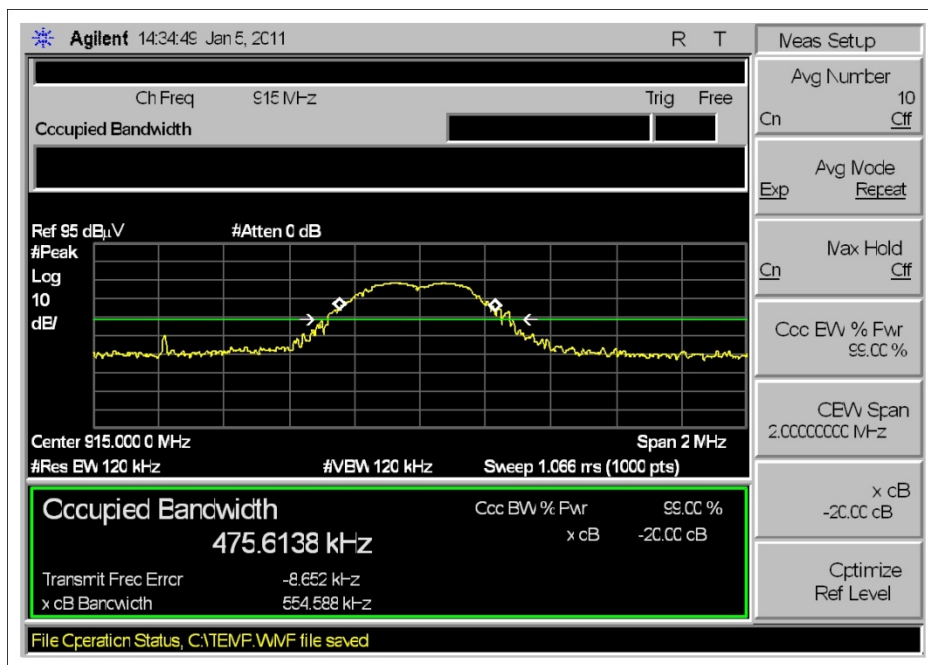 Agilent 14:34:49 Jan 5, 2011 R T
Ch Freq 915 MHz Trig Free
Occupied Bandwidth
Ref 95 dBµV #Atten 0 dB
#Peak
Log
10
dB/
Center 915.000 0 MHz Span 2 MHz
#Res BW 120 kHz #VBW 120 kHz Sweep 1.066 ms (1000 pts)
Occupied Bandwidth Occ BW % Pwr 99.00 %
475.6138 kHz x dB -20.00 dB
Transmit Freq Error -8.652 kHz
x dB Bandwidth 554.588 kHz
File Operation Status, C:\TEMP.WMF file saved
Meas Setup
Avg Number
10
On Off
Avg Mode
Exp Repeat
Max Hold
On Off
Occ BW % Pwr
99.00 %
OBW Span
2.00000000 MHz
x dB
-20.00 dB
Optimize
Ref Level